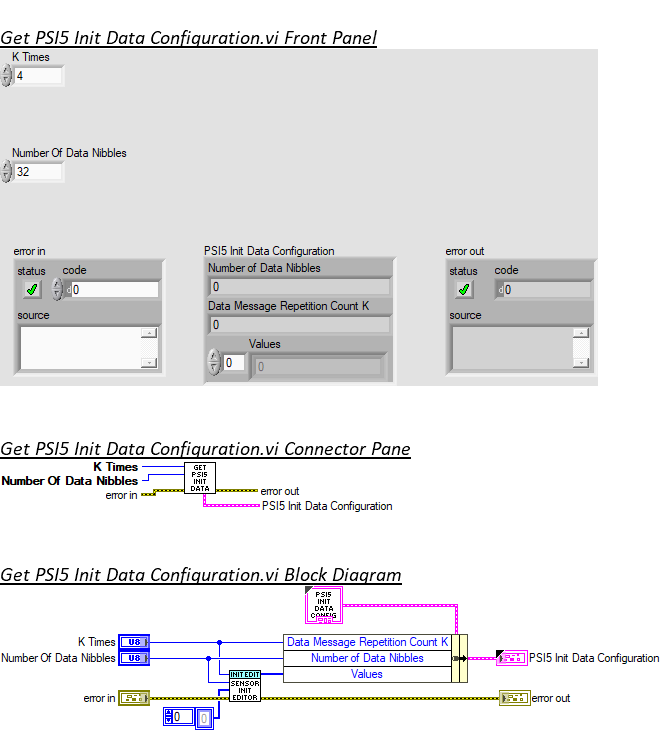 Get PSI5 Init Data Configuration.vi Front Panel
K Times
4
Number Of Data Nibbles
32
error in
PSI5 Init Data Configuration
error out
status code
Number of Data Nibbles
status code
d0
0
d0
source
Data Message Repetition Count K
source
0
Values
0
0
Get PSI5 Init Data Configuration.vi Connector Pane
K Times
Number Of Data Nibbles
error in
GET
PSI5
INIT
DATA
error out
PSI5 Init Data Configuration
Get PSI5 Init Data Configuration.vi Block Diagram
PSI5
INIT
DATA
CONFIG
K Times U8
Data Message Repetition Count K
Number Of Data Nibbles U8
Number of Data Nibbles
PSI5 Init Data Configuration
Values
INIT EDIT
SENSOR
INIT
EDITOR
error in
error out
0 0